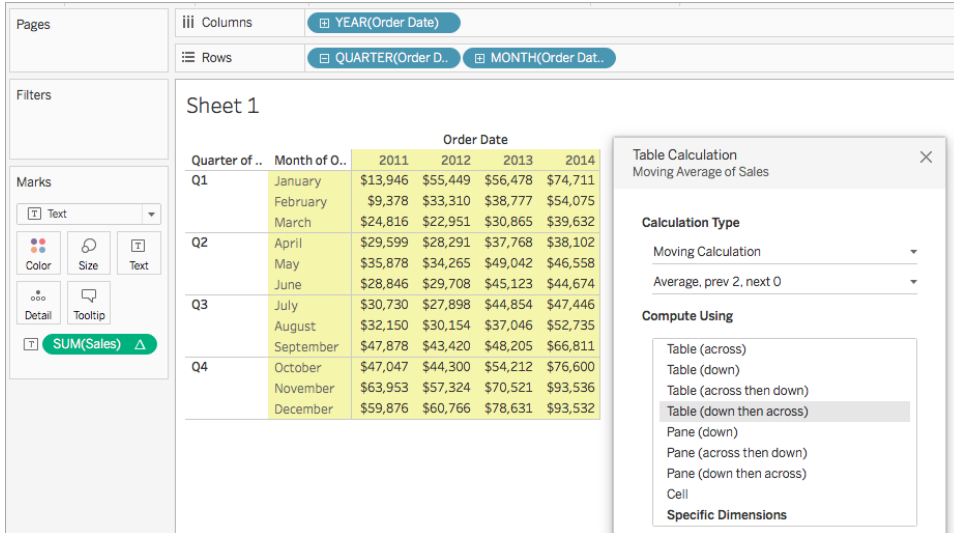 Pages
iii Columns
YEAR(Order Date)
Rows
QUARTER(Order D..
MONTH(Order Dat..
Filters
Marks
T Text
Color Size Text
Detail Tooltip
T SUM(Sales) Δ
Sheet 1
Order Date
Quarter of .. Month of O.. 2011 2012 2013 2014
Q1 January $13,946 $55,449 $56,478 $74,711
February $9,378 $33,310 $38,777 $54,075
March $24,816 $22,951 $30,865 $39,632
Q2 April $29,599 $28,291 $37,768 $38,102
May $35,878 $34,265 $49,042 $46,558
June $28,846 $29,708 $45,123 $44,674
Q3 July $30,730 $27,898 $44,854 $47,446
August $32,150 $30,154 $37,046 $52,735
September $47,878 $43,420 $48,205 $66,811
Q4 October $47,047 $44,300 $54,212 $76,600
November $63,953 $57,324 $70,521 $93,536
December $59,876 $60,766 $78,631 $93,532
Table Calculation
Moving Average of Sales
Calculation Type
Moving Calculation
Average, prev 2, next 0
Compute Using
Table (across)
Table (down)
Table (across then down)
Table (down then across)
Pane (down)
Pane (across then down)
Pane (down then across)
Cell
Specific Dimensions